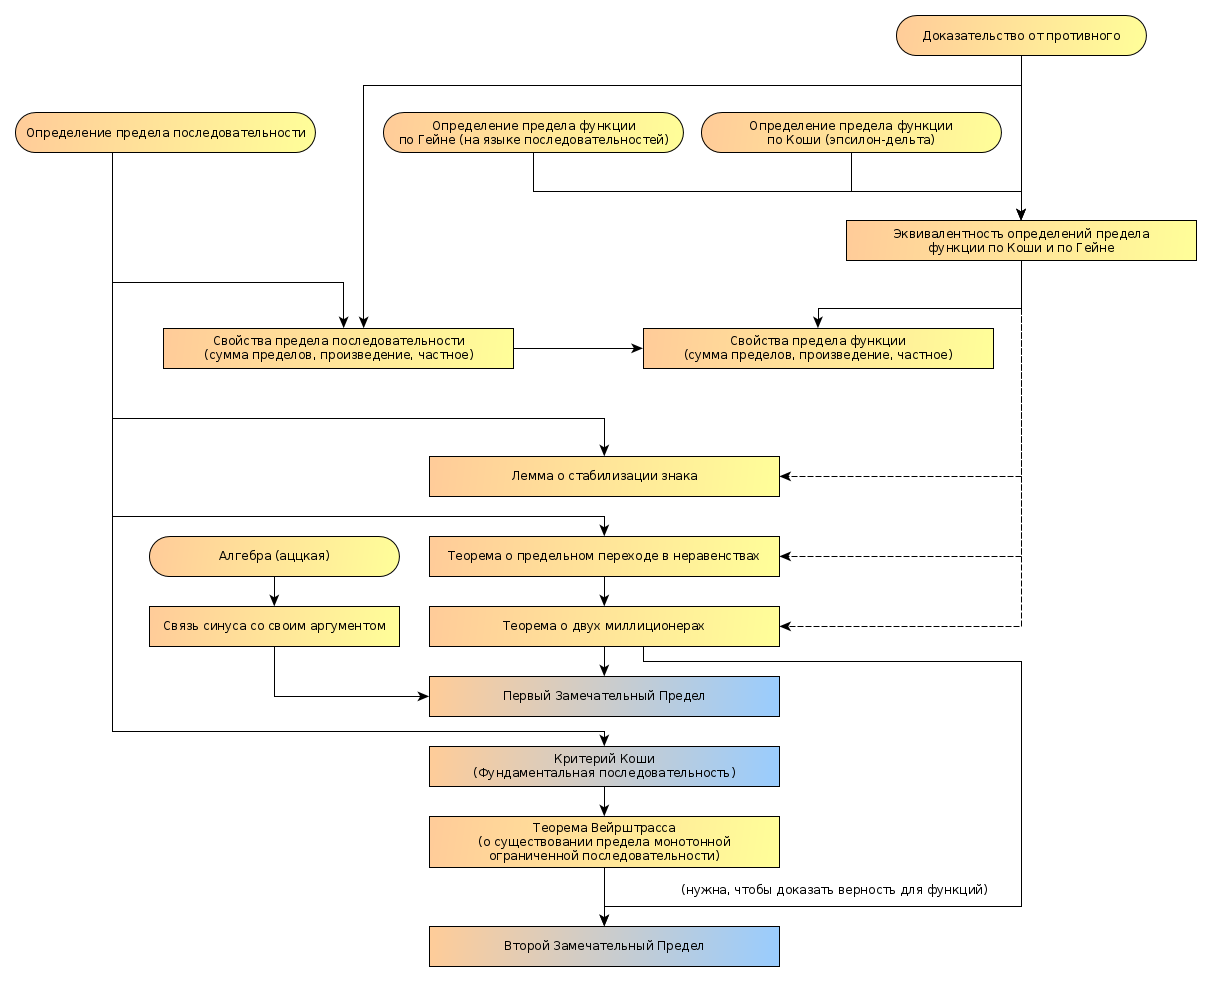 Доказательство от противного
Определение предела последовательности
Определение предела функции
по Гейне (на языке последовательностей)
Определение предела функции
по Коши (эпсилон-дельта)
Эквивалентность определений предела
функции по Коши и по Гейне
Свойства предела последовательности
(сумма пределов, произведение, частное)
Свойства предела функции
(сумма пределов, произведение, частное)
Лемма о стабилизации знака
Алгебра (аццкая)
Теорема о предельном переходе в неравенствах
Связь синуса со своим аргументом
Теорема о двух миллионерах
Первый Замечательный Предел
Критерий Коши
(Фундаментальная последовательность)
Теорема Вейрштрасса
(о существовании предела монотонной
ограниченной последовательности)
(нужна, чтобы доказать верность для функций)
Второй Замечательный Предел